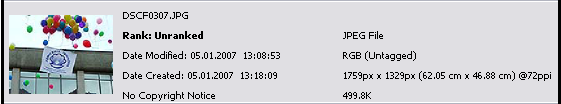 DSCF0307.JPG
Rank: Unranked JPEG File
Date Modified: 05.01.2007 13:08:53 RGB (Untagged)
Date Created: 05.01.2007 13:18:09 1759px x 1329px (62.05 cm x 46.88 cm) @72ppi
No Copyright Notice 499.8K